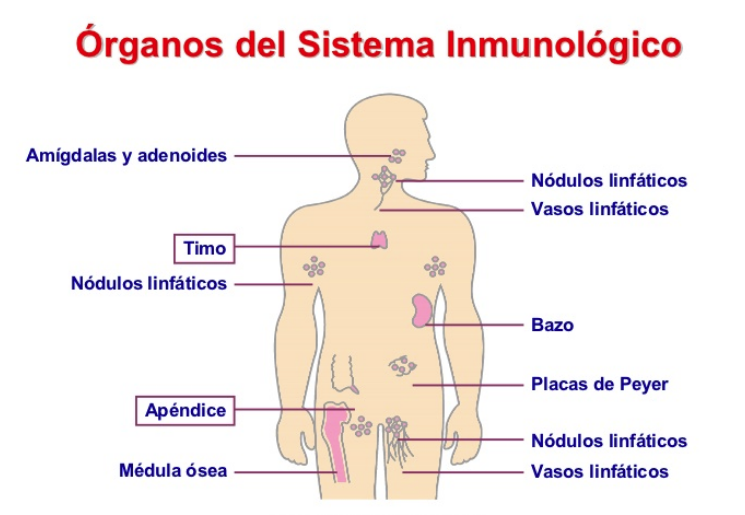 Órganos del Sistema Inmunológico
Amígdalas y adenoides
Nódulos linfáticos
Vasos linfáticos
Timo
Nódulos linfáticos
Bazo
Placas de Peyer
Apéndice
Nódulos linfáticos
Médula ósea
Vasos linfáticos